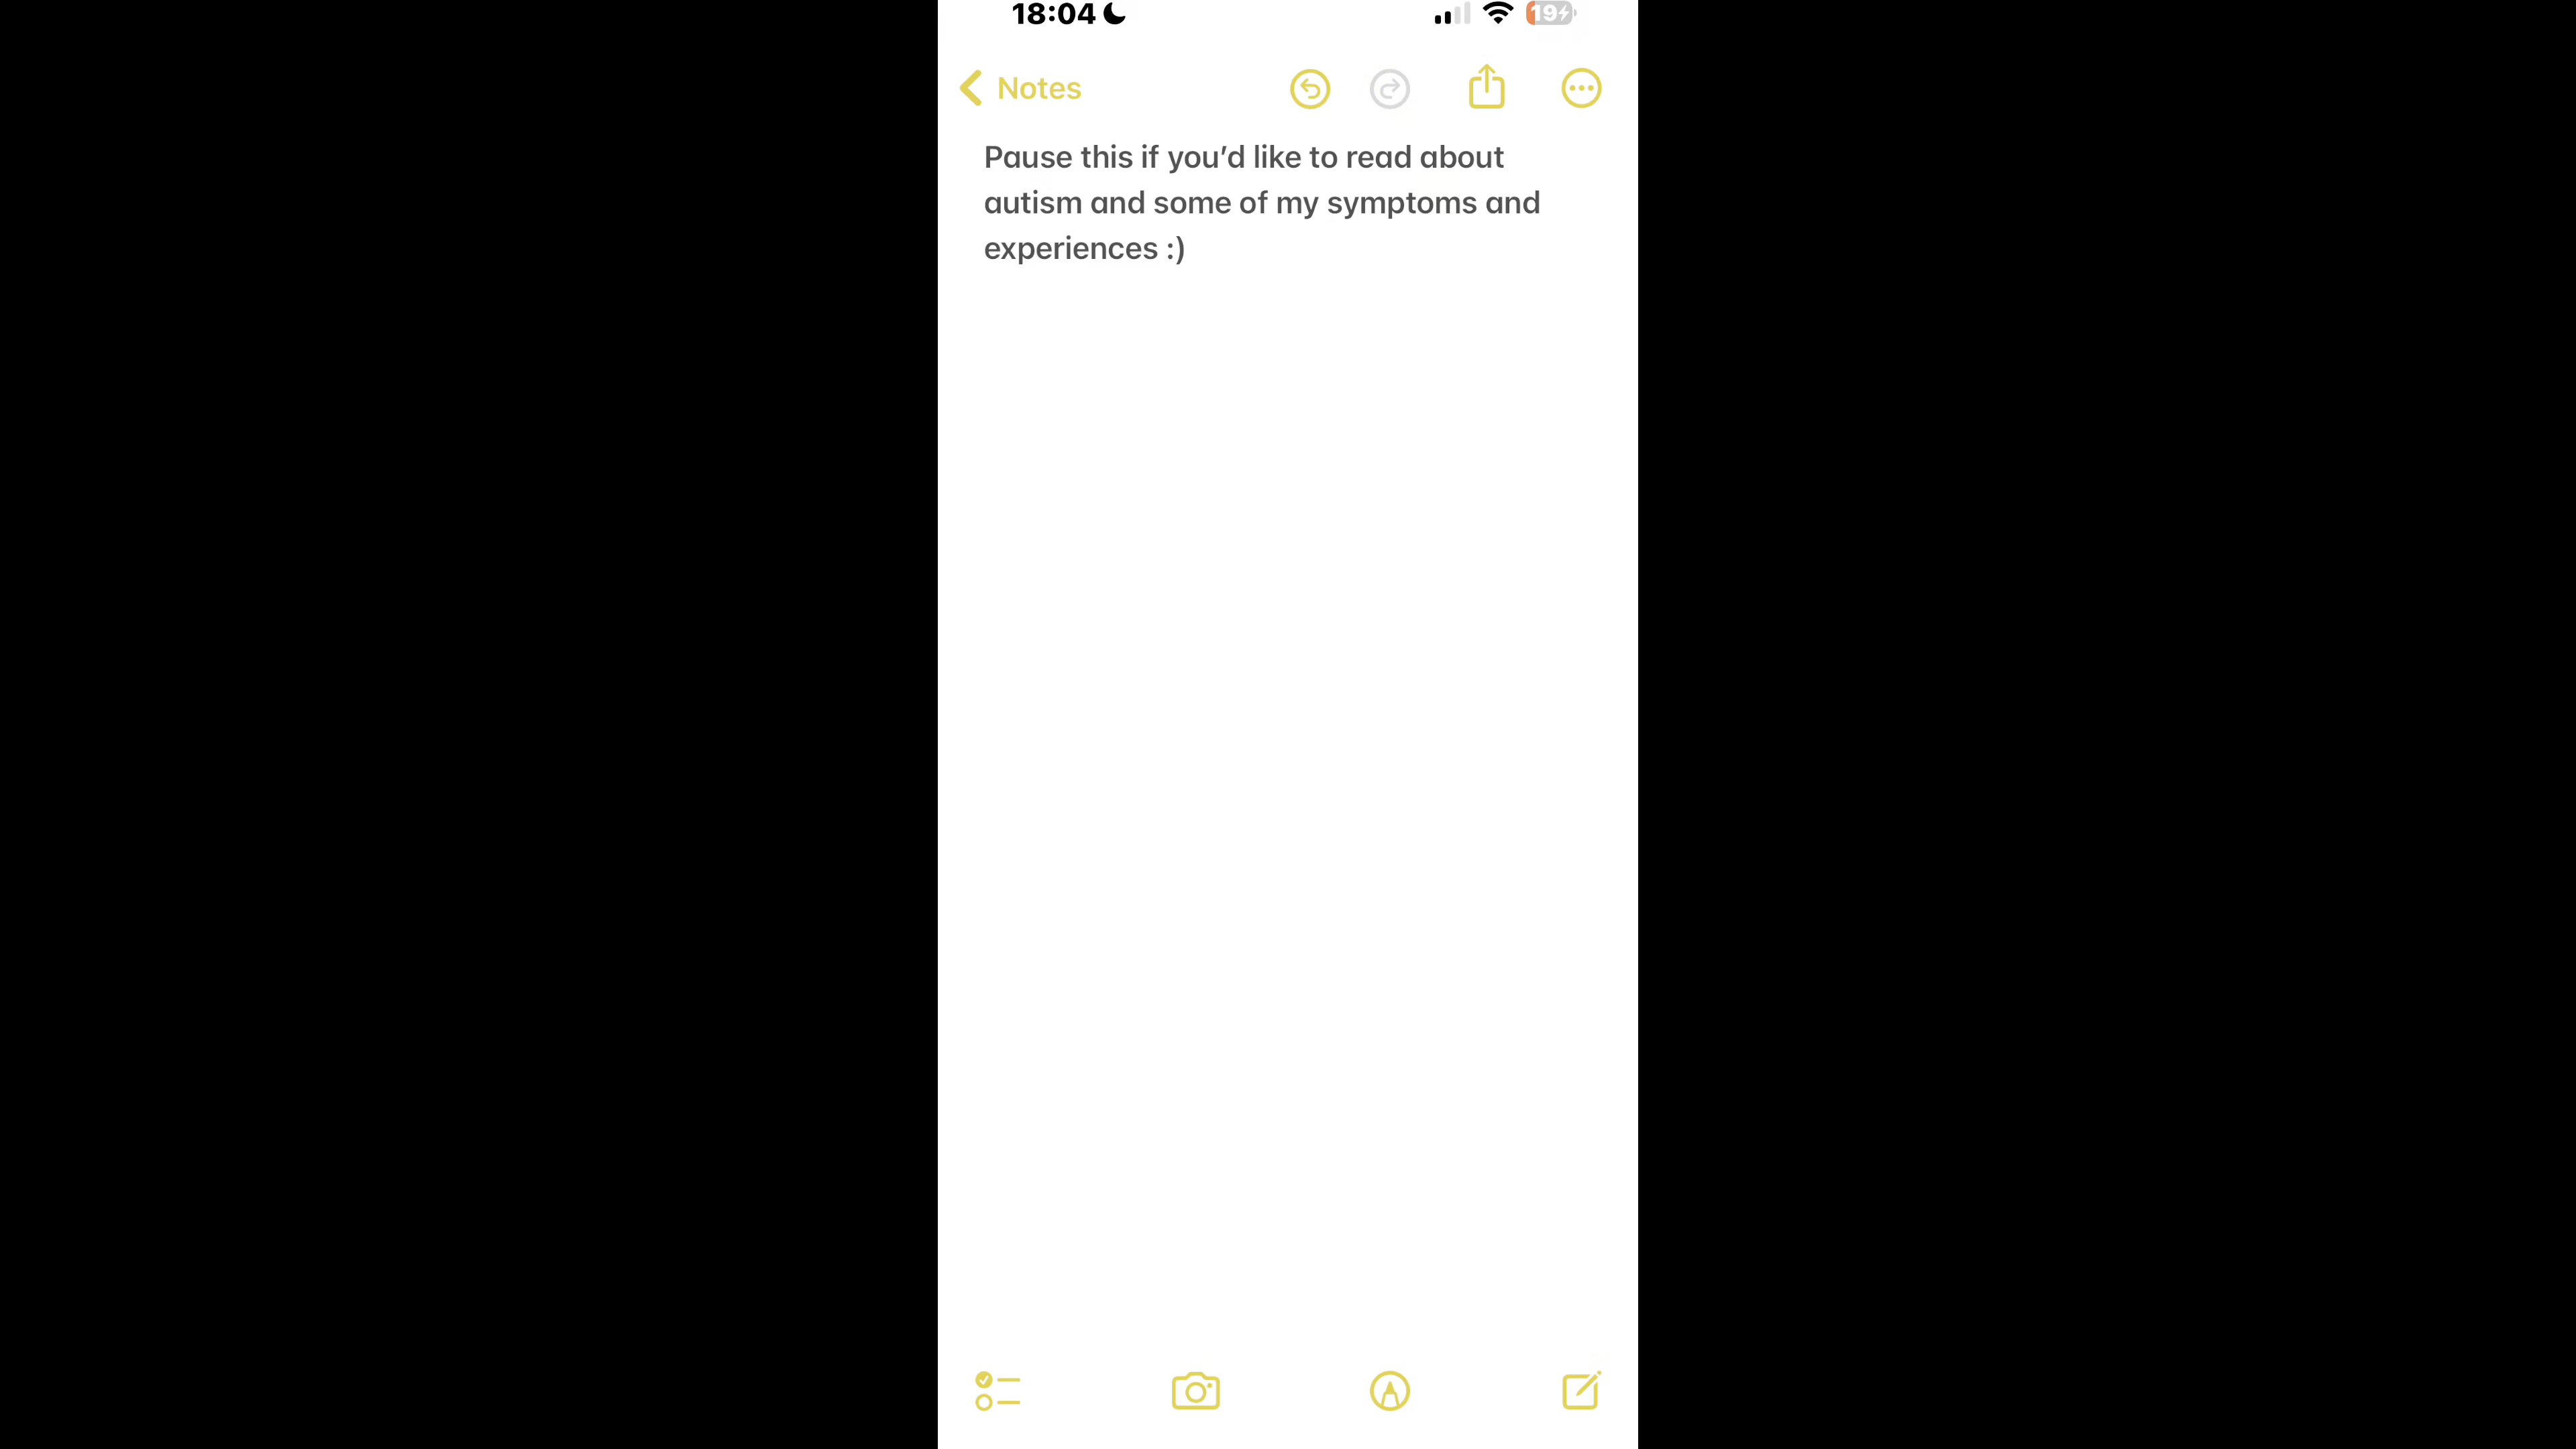 18:04
19
Notes
Pause this if you’d like to read about
autism and some of my symptoms and
experiences :)